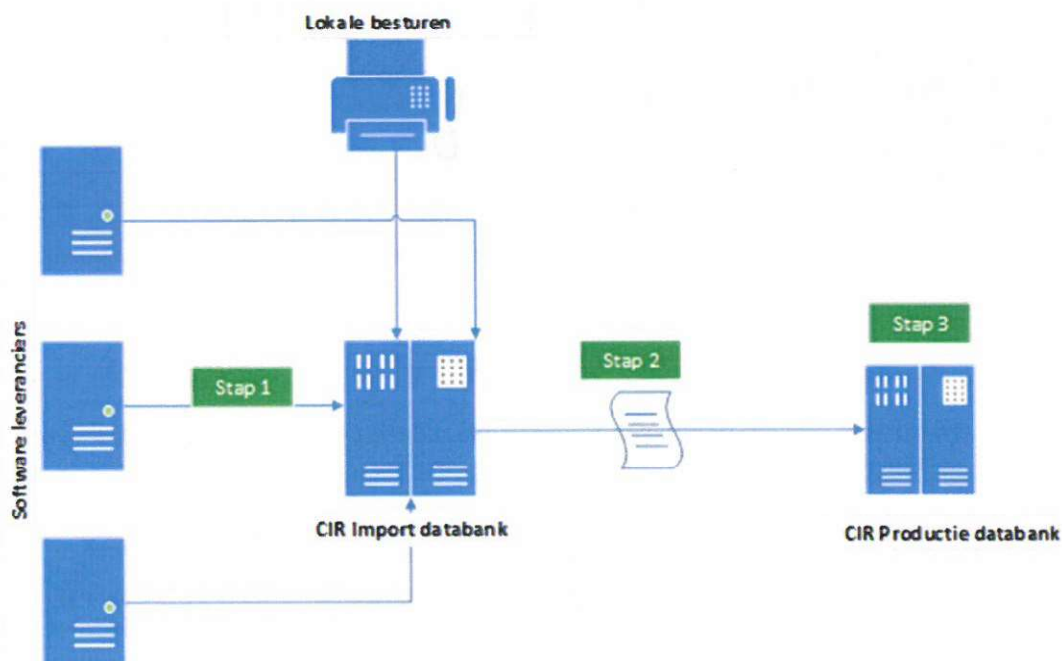 Lokale besturen
Software leveranciers
Stap 1
Stap 2
Stap 3
CIR Import databank
CIR Productie databank